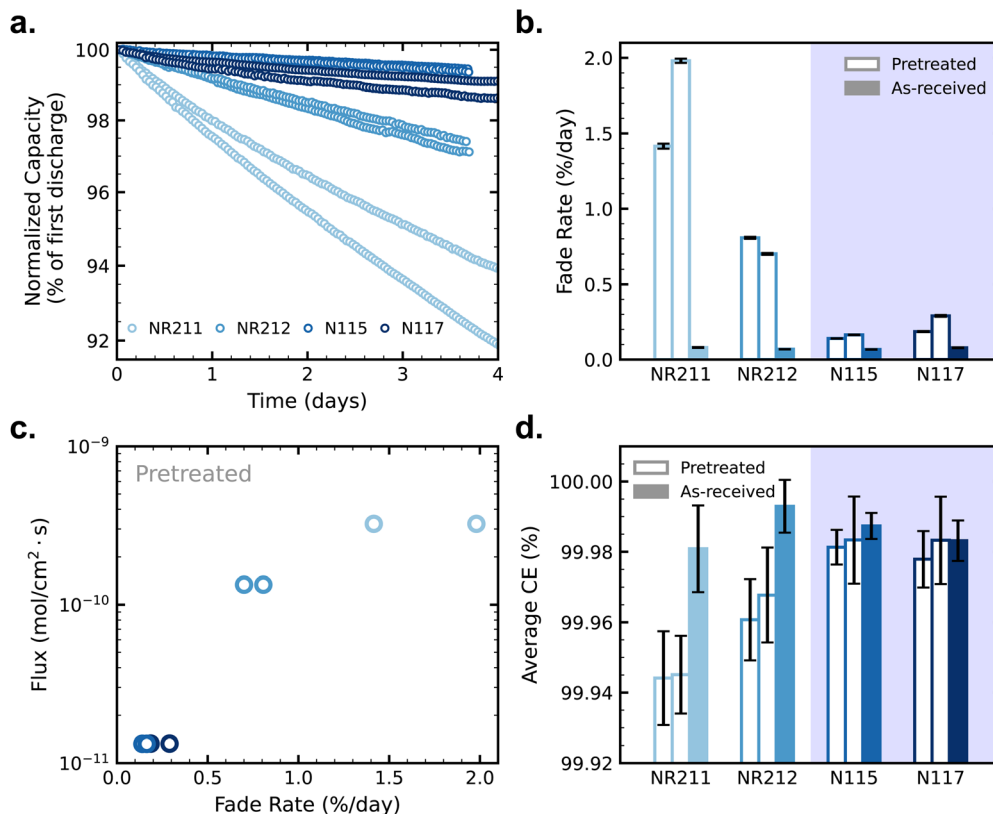 a.
100
98
96
94
92
Normalized Capacity
(% of first discharge)
NR211
NR212
N115
N117
0
1
2
3
4
Time (days)
b.
2.0
1.5
1.0
0.5
0.0
Fade Rate (%/day)
Pretreated
As-received
NR211
NR212
N115
N117
c.
10⁻⁹
10⁻¹⁰
10⁻¹¹
Flux (mol/cm² · s)
Pretreated
0.0
0.5
1.0
1.5
2.0
Fade Rate (%/day)
d.
100.00
99.98
99.96
99.94
99.92
Average CE (%)
Pretreated
As-received
NR211
NR212
N115
N117